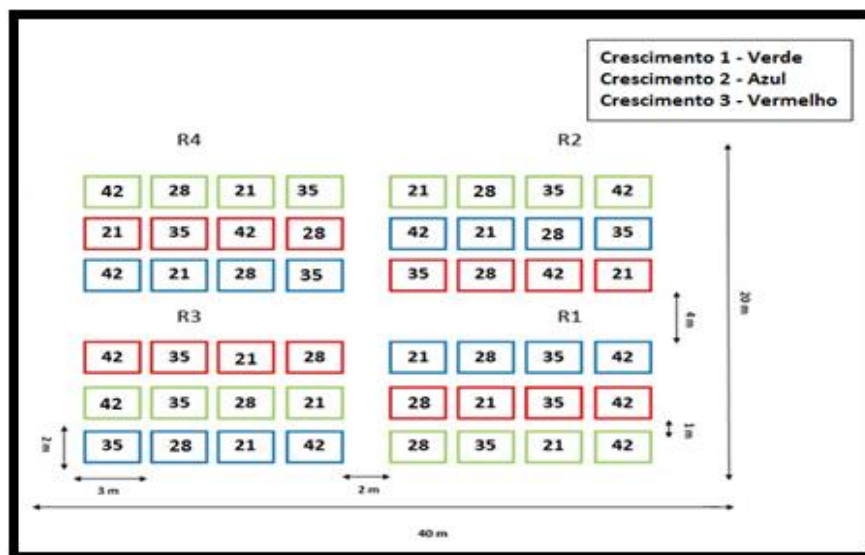 Crescimento 1 - Verde
Crescimento 2 - Azul
Crescimento 3 - Vermelho
R4 R2
42 28 21 35 21 28 35 42
21 35 42 28 42 21 28 35
42 21 28 35 35 28 42 21
20 m
4 m
R3 R1
42 35 21 28 21 28 35 42
42 35 28 21 28 21 35 42
1 m
35 28 21 42 28 35 21 42
2 m
3 m 2 m
40 m